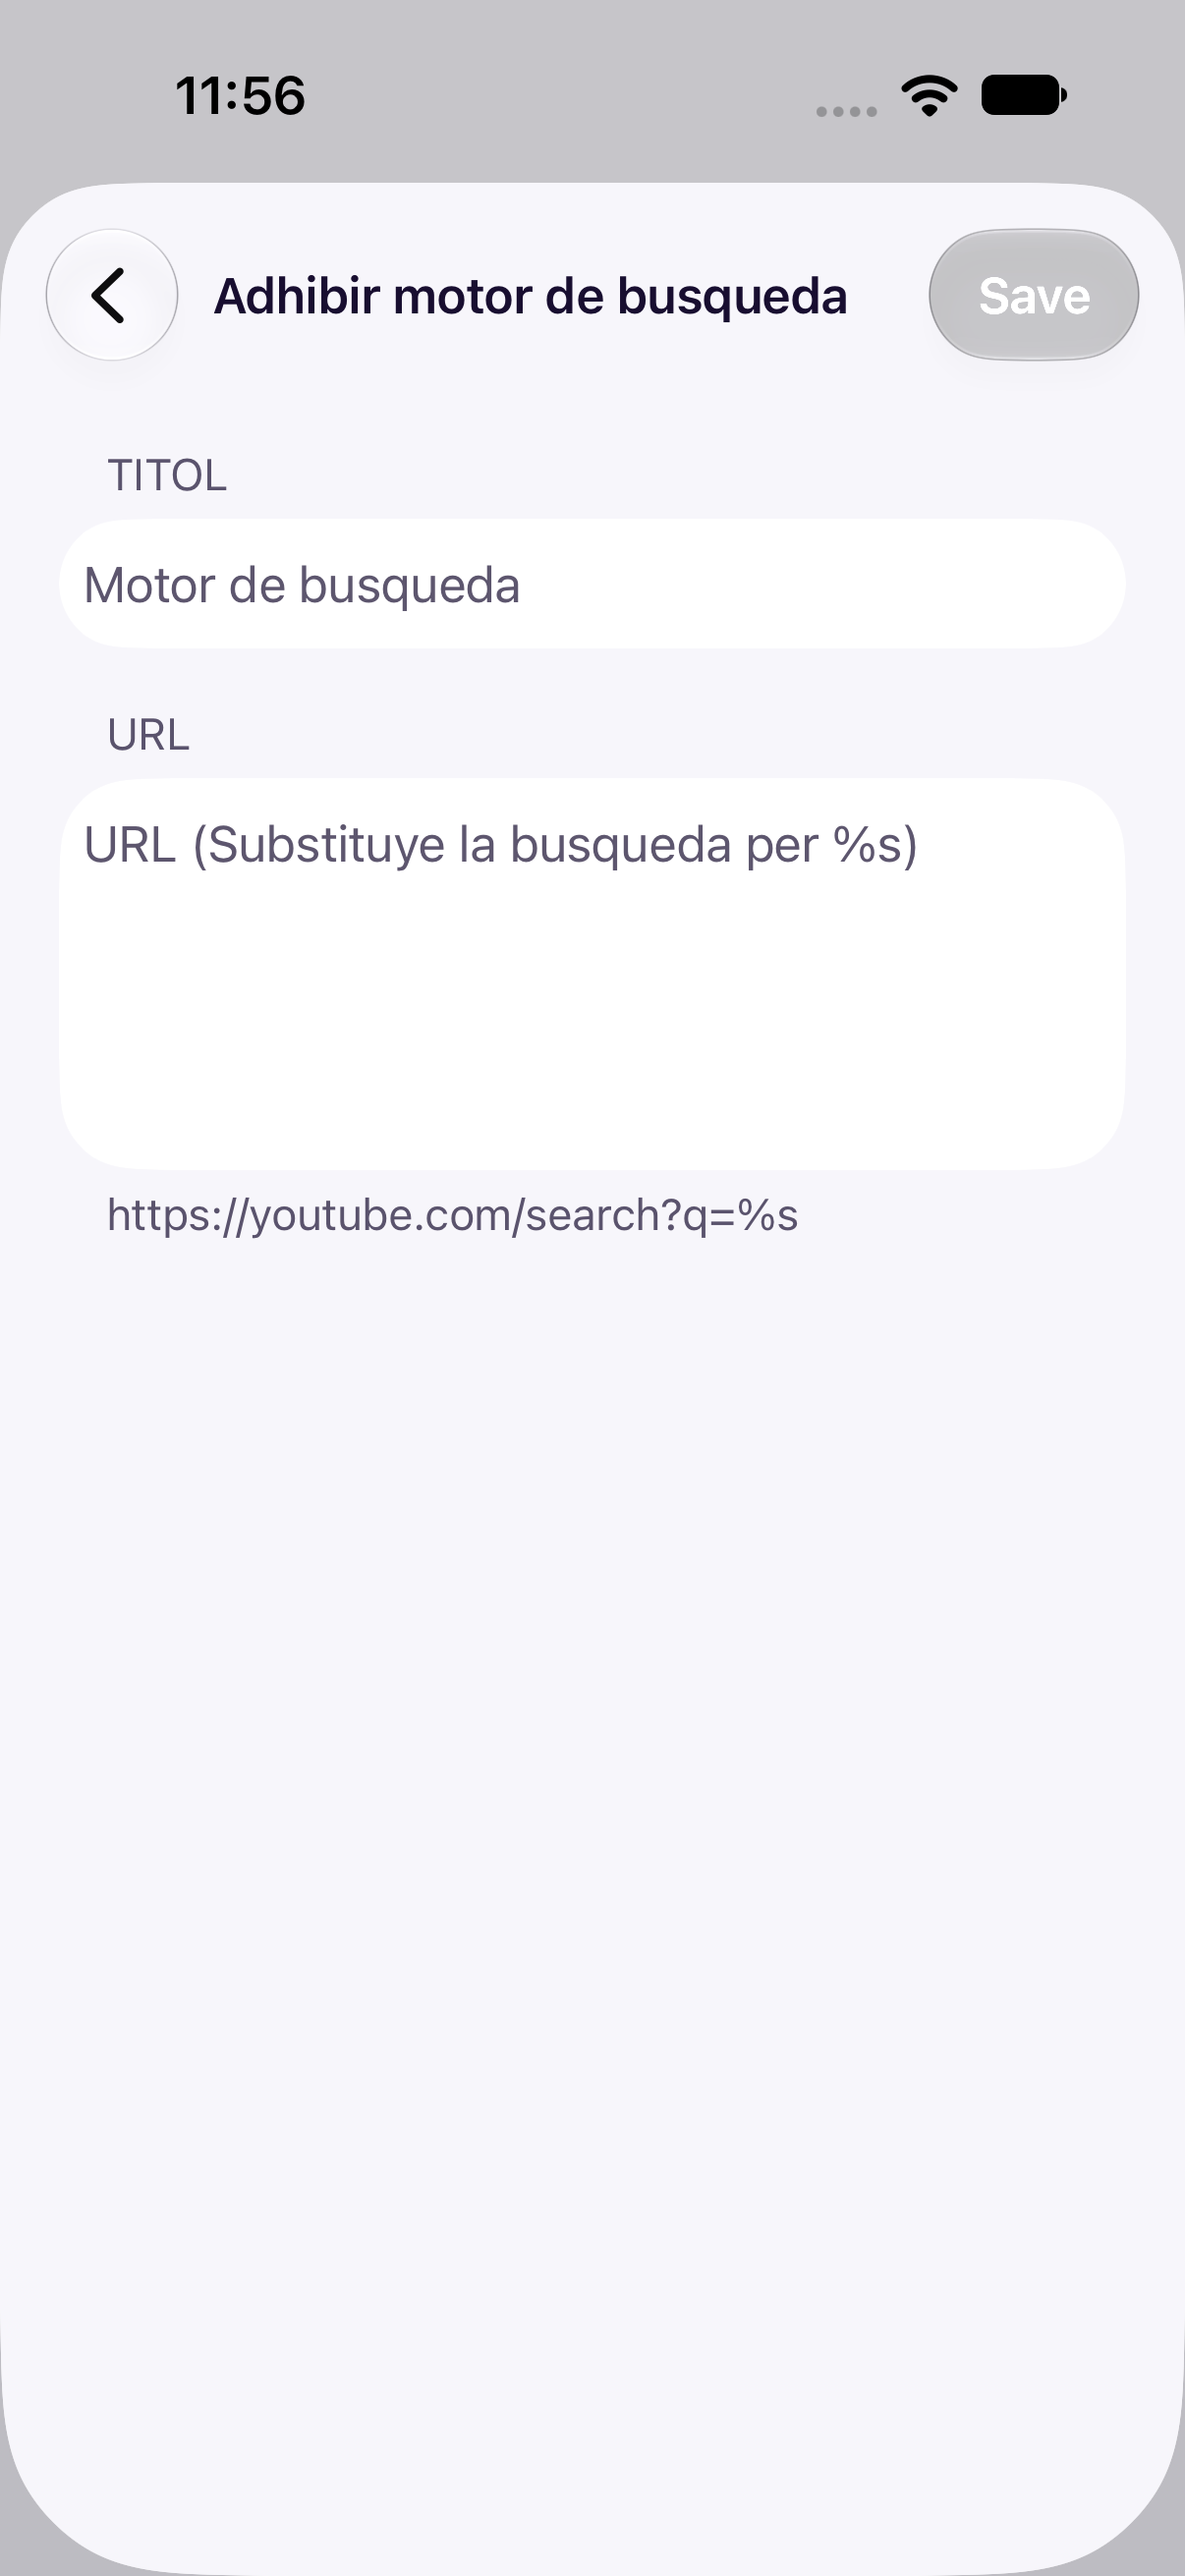 11:56
Adhibir motor de busqueda
Save
TITOL
Motor de busqueda
URL
URL (Substituye la busqueda per %s)
https://youtube.com/search?q=%s